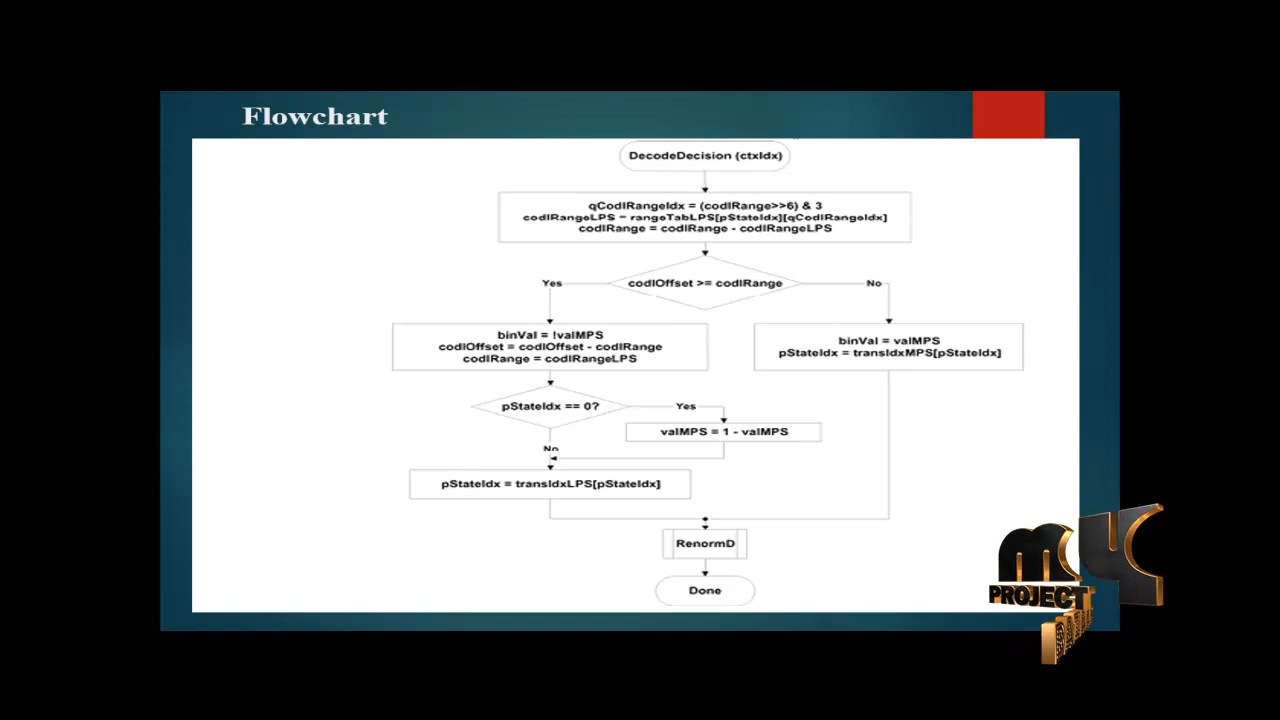 Flowchart
DecodeDecision (ctxIdx)
qCodIRangeIdx = (codIRange>>6) & 3
codIRangeLPS = rangeTabLPS[pStateIdx][qCodIRangeIdx]
codIRange = codIRange - codIRangeLPS
codIOffset >= codIRange
Yes
No
binVal = !valMPS
codIOffset = codIOffset - codIRange
codIRange = codIRangeLPS
binVal = valMPS
pStateIdx = transIdxMPS[pStateIdx]
pStateIdx == 0?
Yes
valMPS = 1 - valMPS
No
pStateIdx = transIdxLPS[pStateIdx]
RenormD
Done
PROJECT